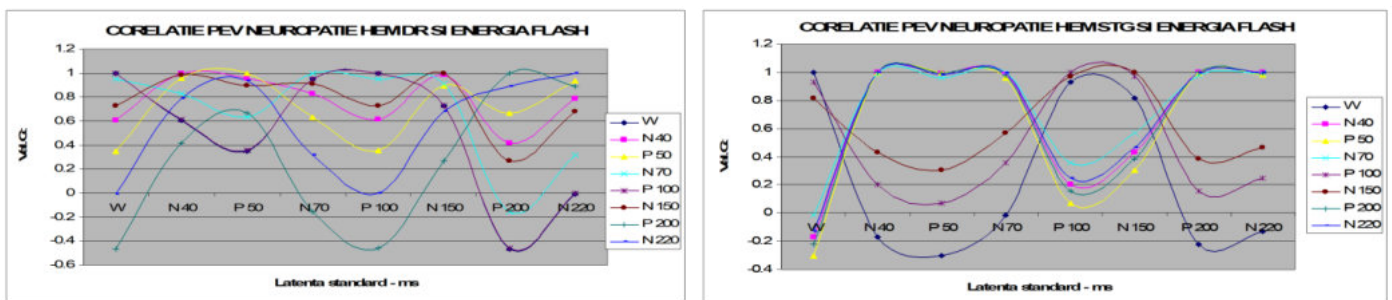 CORELATIE PEV NEUROPATIE HEM DR SI ENERGIA FLASH
1.2
1
0.8
0.6
0.4
0.2
0
-0.2
-0.4
-0.6
W N 40 P 50 N 70 P 100 N 150 P 200 N 220
Latenta standard - ms
W
N 40
P 50
N 70
P 100
N 150
P 200
N 220
CORELATIE PEV NEUROPATIE HEM STG SI ENERGIA FLASH
1.2
1
0.8
0.6
0.4
0.2
0
-0.2
-0.4
W N 40 P 50 N 70 P 100 N 150 P 200 N 220
Latenta standard - ms
W
N 40
P 50
N 70
P 100
N 150
P 200
N 220